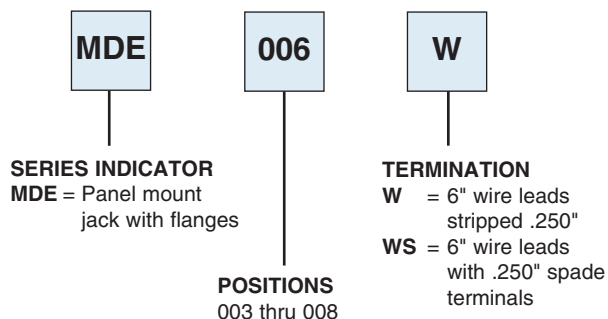 MDE
006
W
SERIES INDICATOR
MDE = Panel mount
jack with flanges
POSITIONS
003 thru 008
TERMINATION
W = 6" wire leads
stripped .250"
WS = 6" wire leads
with .250" spade
terminals